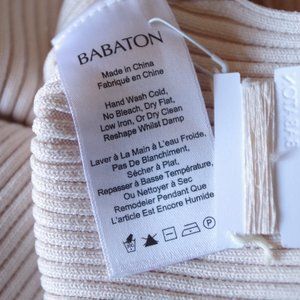 BABATON
Made in China
Fabriqué en Chine
Hand Wash Cold,
No Bleach, Dry Flat,
Low Iron, Or Dry Clean
Reshape Whilst Damp
Laver à La Main à L'eau Froide,
Pas De Blanchiment,
Sécher à Plat,
Repasser à Basse Température,
Ou Nettoyer à Sec
Remodeler Pendant Que
L'article Est Encore Humide
P